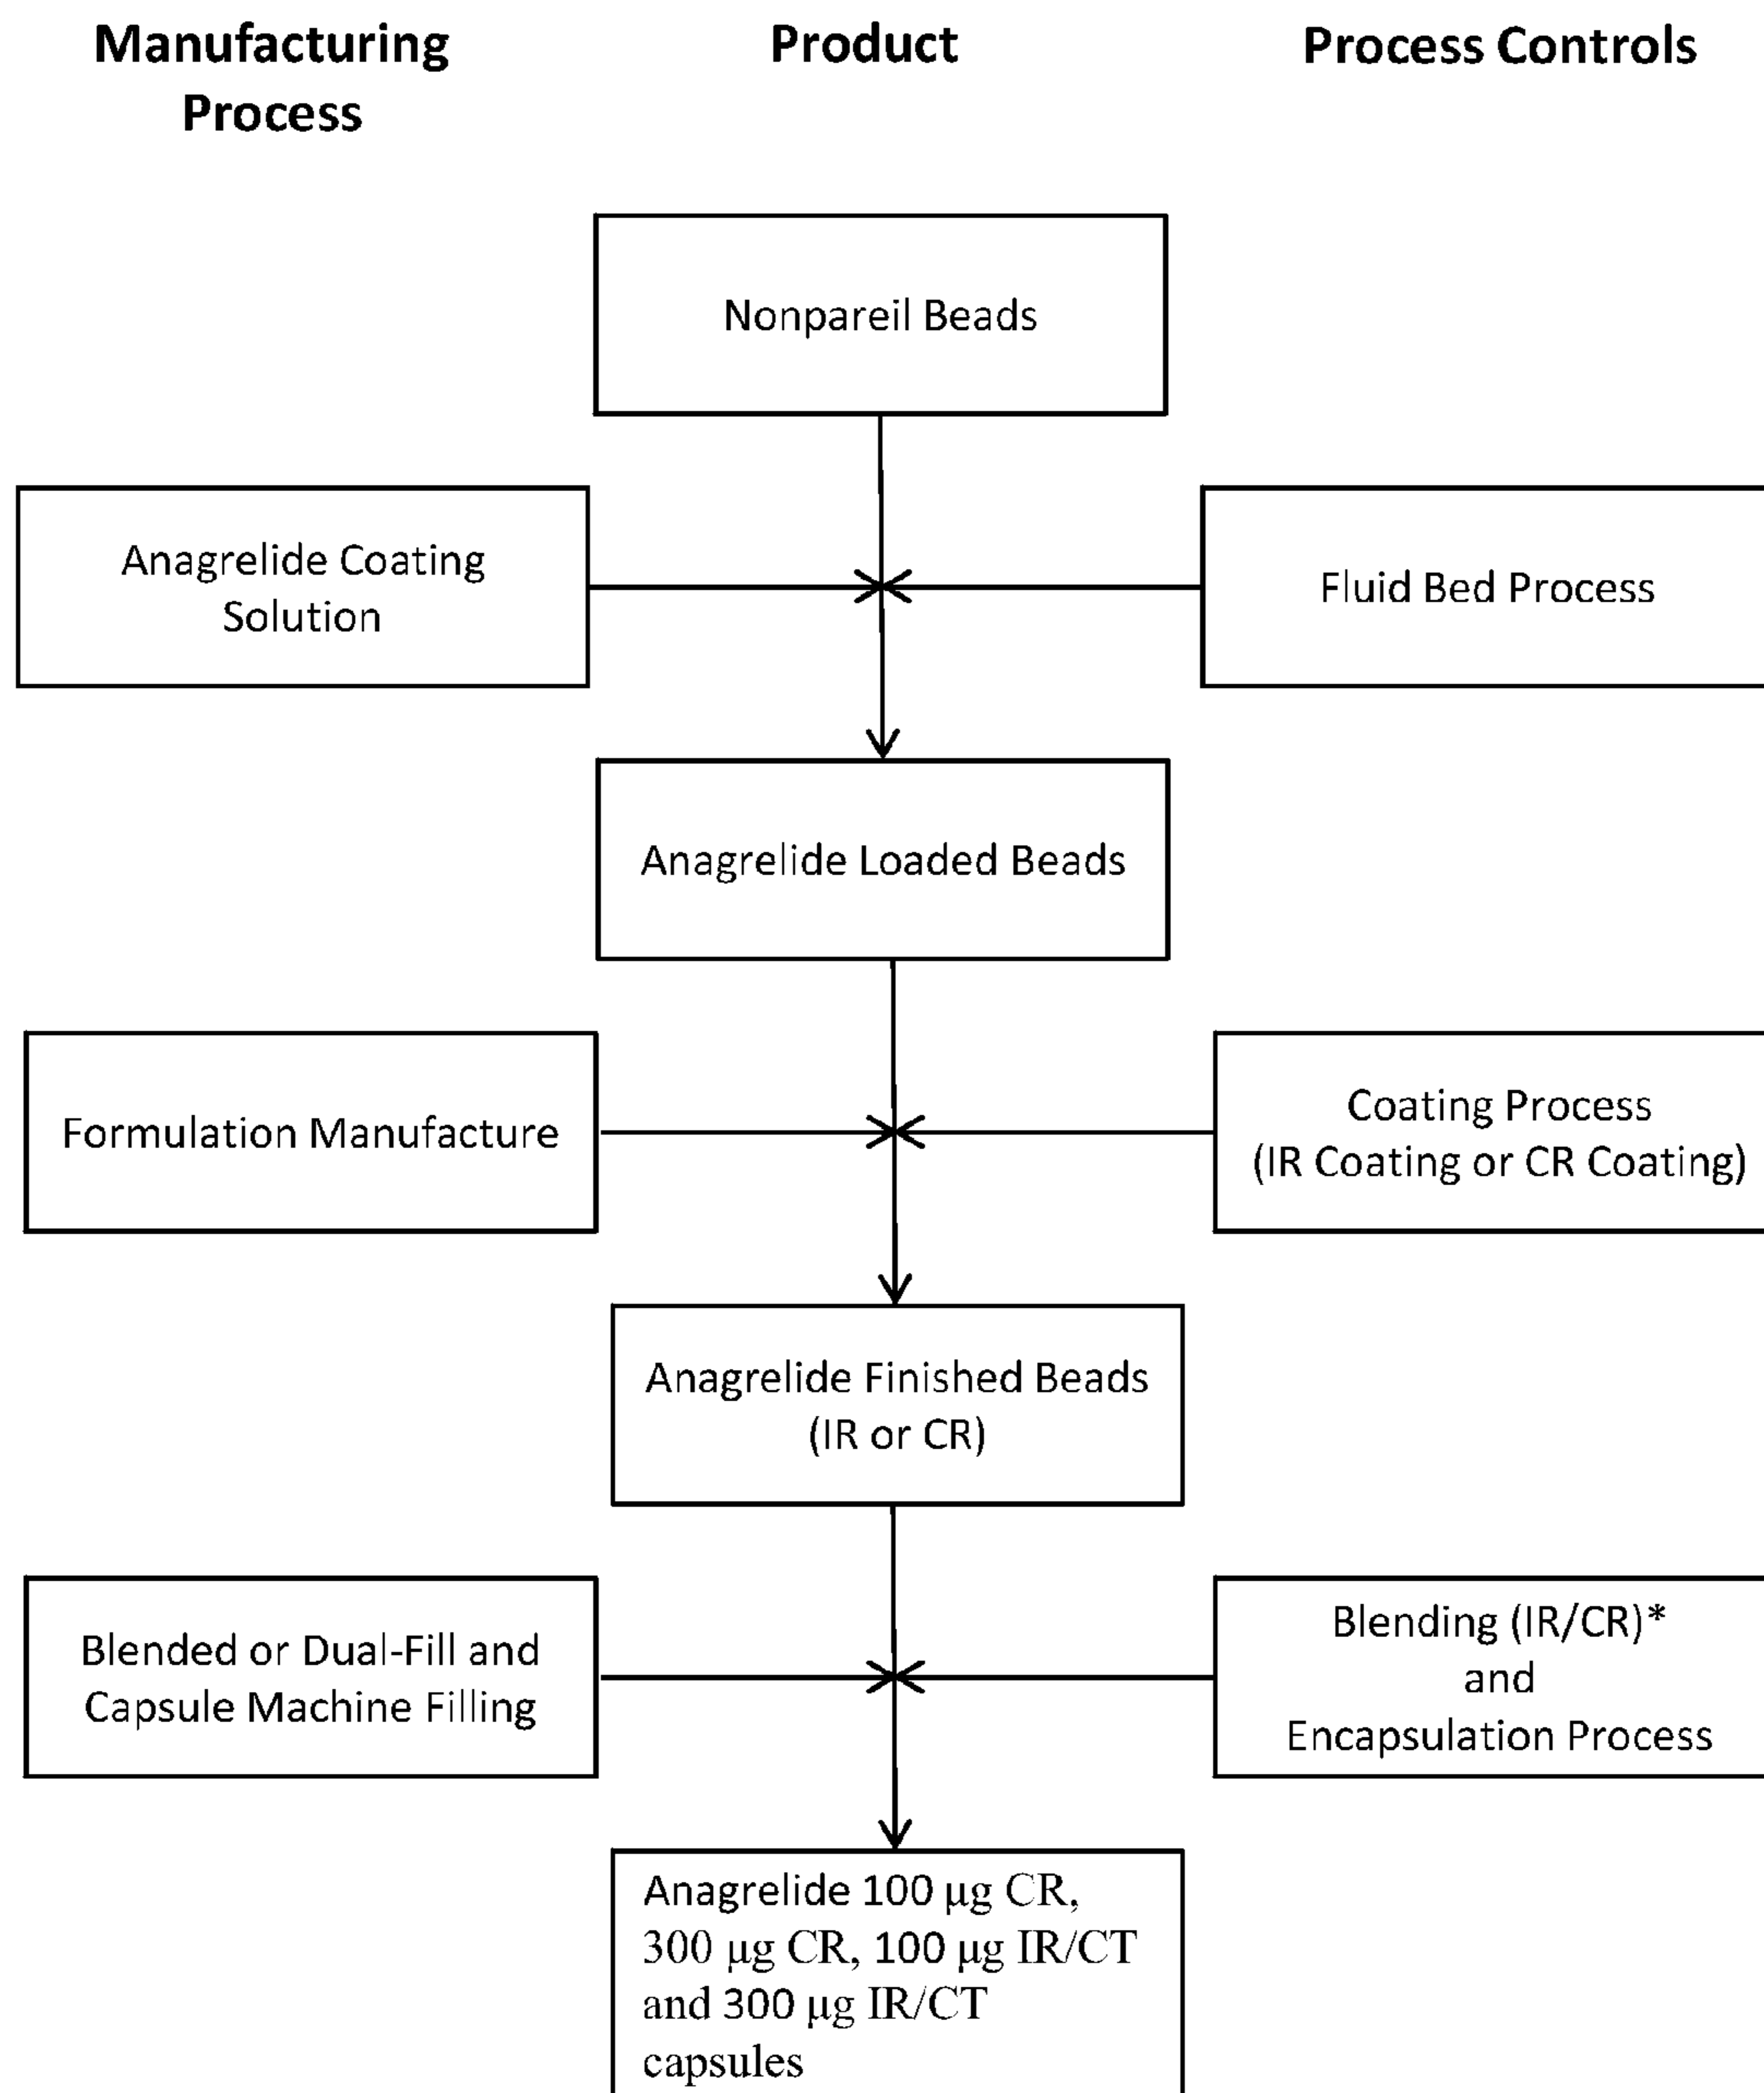 Manufacturing
Process
Product
Process Controls
Nonpareil Beads
Anagrelide Coating
Solution
Fluid Bed Process
Anagrelide Loaded Beads
Formulation Manufacture
Coating Process
(IR Coating or CR Coating)
Anagrelide Finished Beads
(IR or CR)
Blended or Dual-Fill and
Capsule Machine Filling
Blending (IR/CR)*
and
Encapsulation Process
Anagrelide 100 µg CR,
300 µg CR, 100 µg IR/CT
and 300 µg IR/CT
capsules